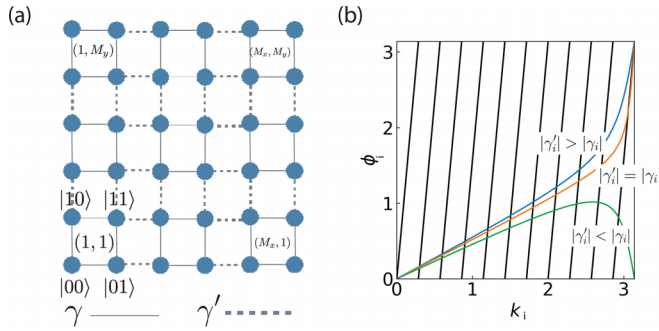 (a)
(1, M_y)
(M_x, M_y)
|10⟩ |11⟩
(1, 1)
(M_x, 1)
|00⟩ |01⟩
γ γ′
(b)
3
2
1
0
ϕ_i
|γ′_i| > |γ_i|
|γ′_i| = |γ_i|
|γ′_i| < |γ_i|
0 1 2 3
k_i